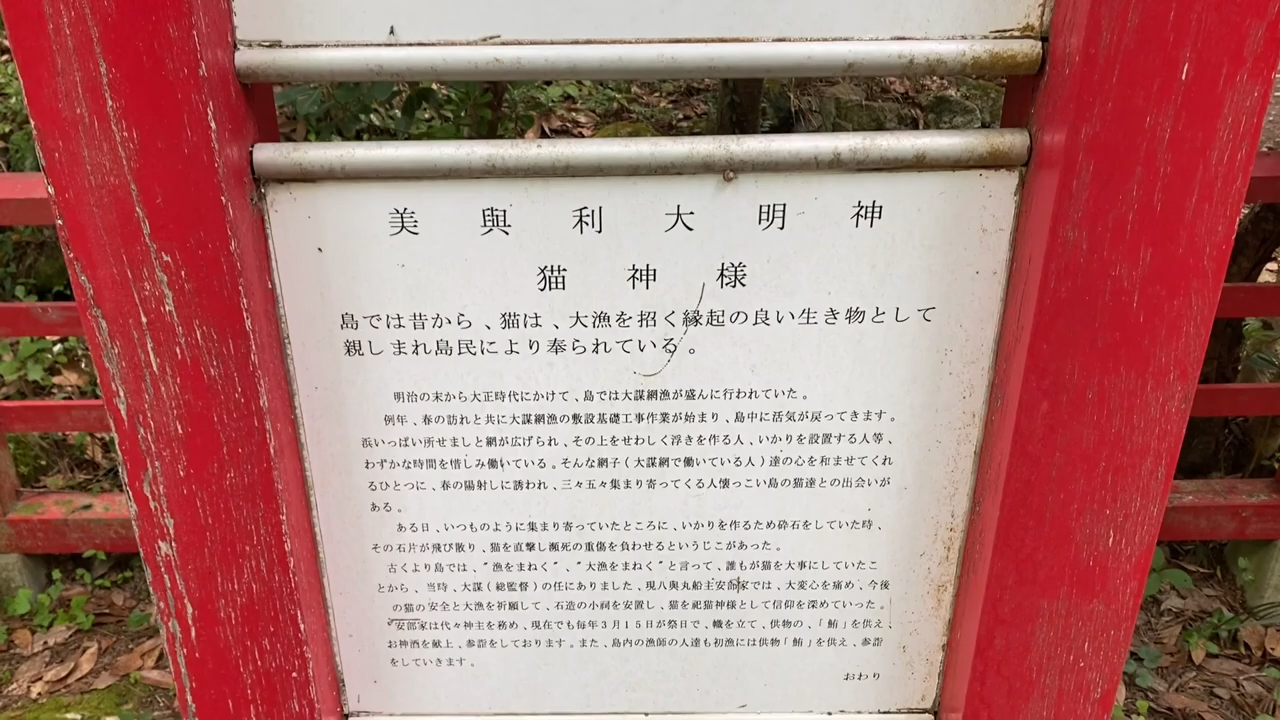 美與利大明神
猫神様
島では昔から、猫は、大漁を招く縁起の良い生き物として
親しまれ島民により奉られている。
明治の末から大正時代にかけて、島では大謀網漁が盛んに行われていた。
例年、春の訪れと共に大謀網漁の敷設基礎工事作業が始まり、島中に活気が戻ってきます。
浜いっぱい所せましと網が広げられ、その上をせわしく浮きを作る人、いかりを設置する人等、
わずかな時間を惜しみ働いている。そんな網子(大謀網で働いている人)達の心を和ませてくれ
るひとつに、春の陽射しに誘われ、三々五々集まり寄ってくる人懐っこい島の猫達との出会いが
ある。
ある日、いつものように集まり寄っていたところに、いかりを作るため砕石をしていた時、
その石片が飛び散り、猫を直撃し瀕死の重傷を負わせるというじこがあった。
古くより島では、″漁をまねく″、″大漁をまねく″と言って、誰もが猫を大事にしていたこ
とから、当時、大謀(総監督)の任にありました、現八與丸船主安部家では、大変心を痛め、今後
の猫の安全と大漁を祈願して、石造の小祠を安置し、猫を祀猫神様として信仰を深めていった。
安部家は代々神主を務め、現在でも毎年3月15日が祭日で、幟を立て、供物の、「鮪」を供え、
お神酒を献上、参詣をしております。また、島内の漁師の人達も初漁には供物「鮪」を供え、参詣
をしていきます。
おわり